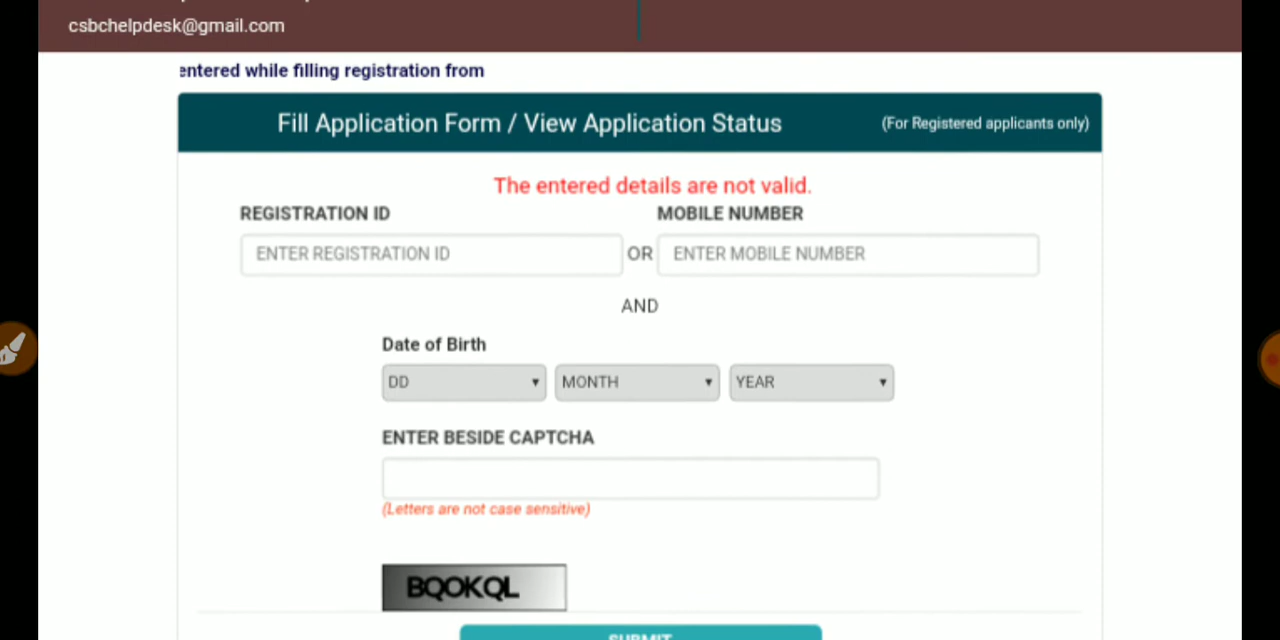 csbchelpdesk@gmail.com
entered while filling registration from
Fill Application Form / View Application Status (For Registered applicants only)
The entered details are not valid.
REGISTRATION ID MOBILE NUMBER
ENTER REGISTRATION ID OR ENTER MOBILE NUMBER
AND
Date of Birth
DD MONTH YEAR
ENTER BESIDE CAPTCHA
(Letters are not case sensitive)
BQOKQL
SUBMIT